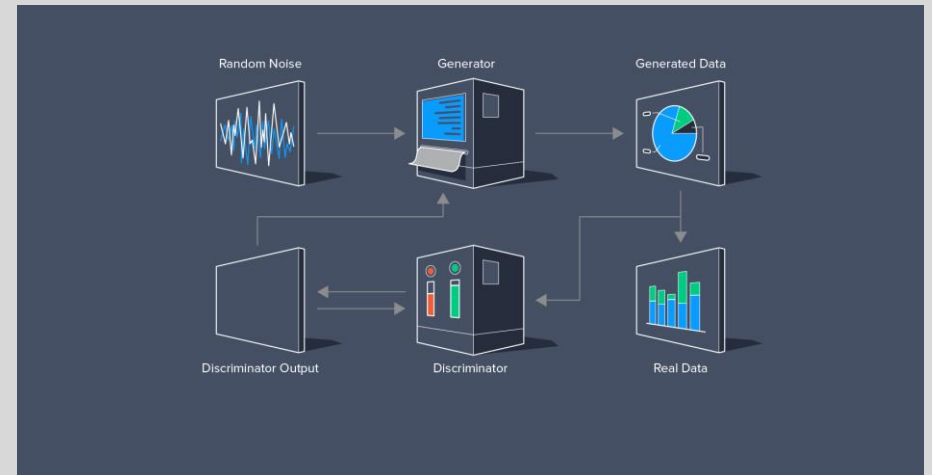 Random Noise
Generator
Generated Data
Discriminator Output
Discriminator
Real Data